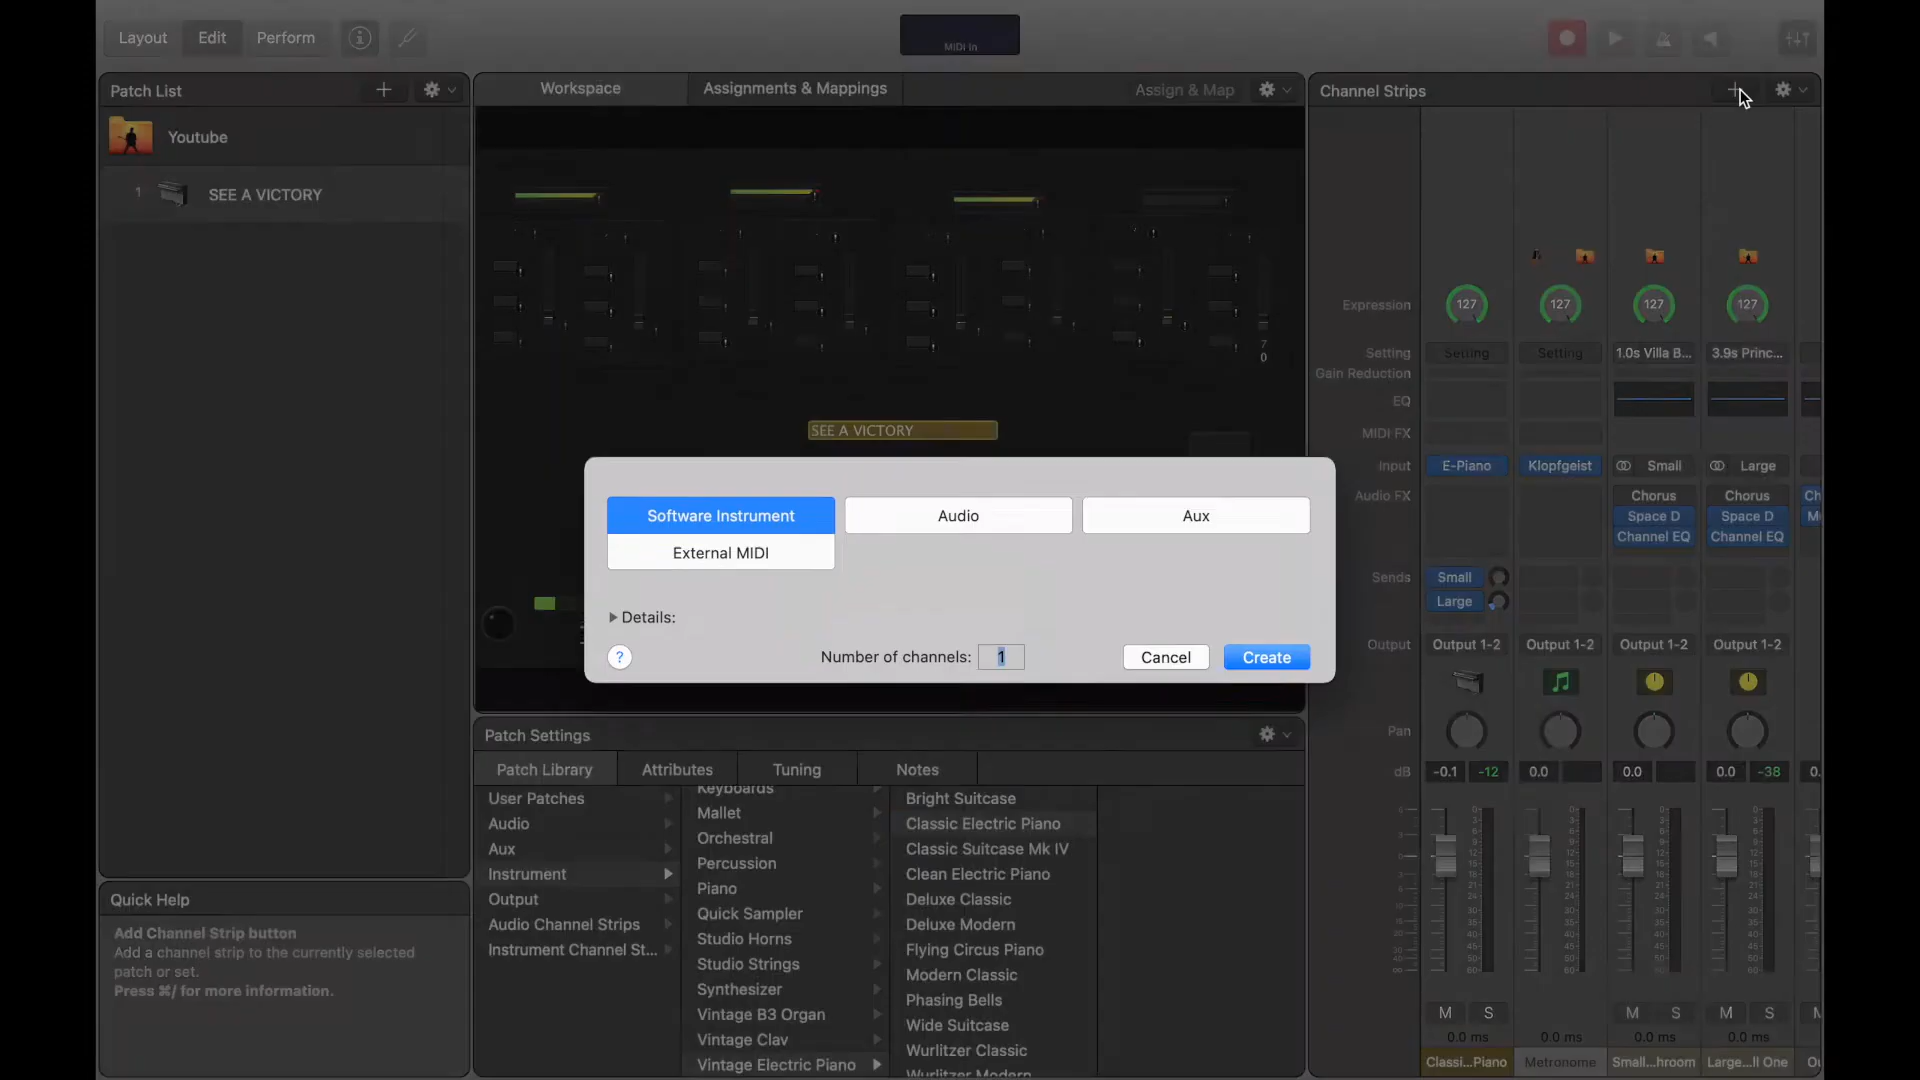 Layout Edit Perform
MIDI In
Patch List
Workspace Assignments & Mappings Assign & Map
Channel Strips
Youtube
1 SEE A VICTORY
7
0
SEE A VICTORY
Expression 127 127 127 127
Setting Setting Setting 1.0s Villa B... 3.9s Princ...
Gain Reduction
EQ
MIDI FX
Input E-Piano Klopfgeist Small Large
Audio FX Chorus Chorus Ch
Space D Space D
Channel EQ Channel EQ
Sends Small
Large
Output Output 1-2 Output 1-2 Output 1-2 Output 1-2
Pan
dB -0.1 -12 0.0 0.0 0.0 -38 0.
M S M S M S
0.0 ms 0.0 ms 0.0 ms 0.0 ms
Classi...Piano Metronome Small...hroom Large...ll One
Software Instrument Audio Aux
External MIDI
Details:
? Number of channels: 1 Cancel Create
Patch Settings
Patch Library Attributes Tuning Notes
User Patches
Audio
Aux
Instrument
Output
Audio Channel Strips
Instrument Channel St...
Keyboards
Mallet
Orchestral
Percussion
Piano
Quick Sampler
Studio Horns
Studio Strings
Synthesizer
Vintage B3 Organ
Vintage Clav
Vintage Electric Piano
Bright Suitcase
Classic Electric Piano
Classic Suitcase Mk IV
Clean Electric Piano
Deluxe Classic
Deluxe Modern
Flying Circus Piano
Modern Classic
Phasing Bells
Wide Suitcase
Wurlitzer Classic
Wurlitzer Modern
Quick Help
Add Channel Strip button
Add a channel strip to the currently selected
patch or set.
Press ⌘/ for more information.